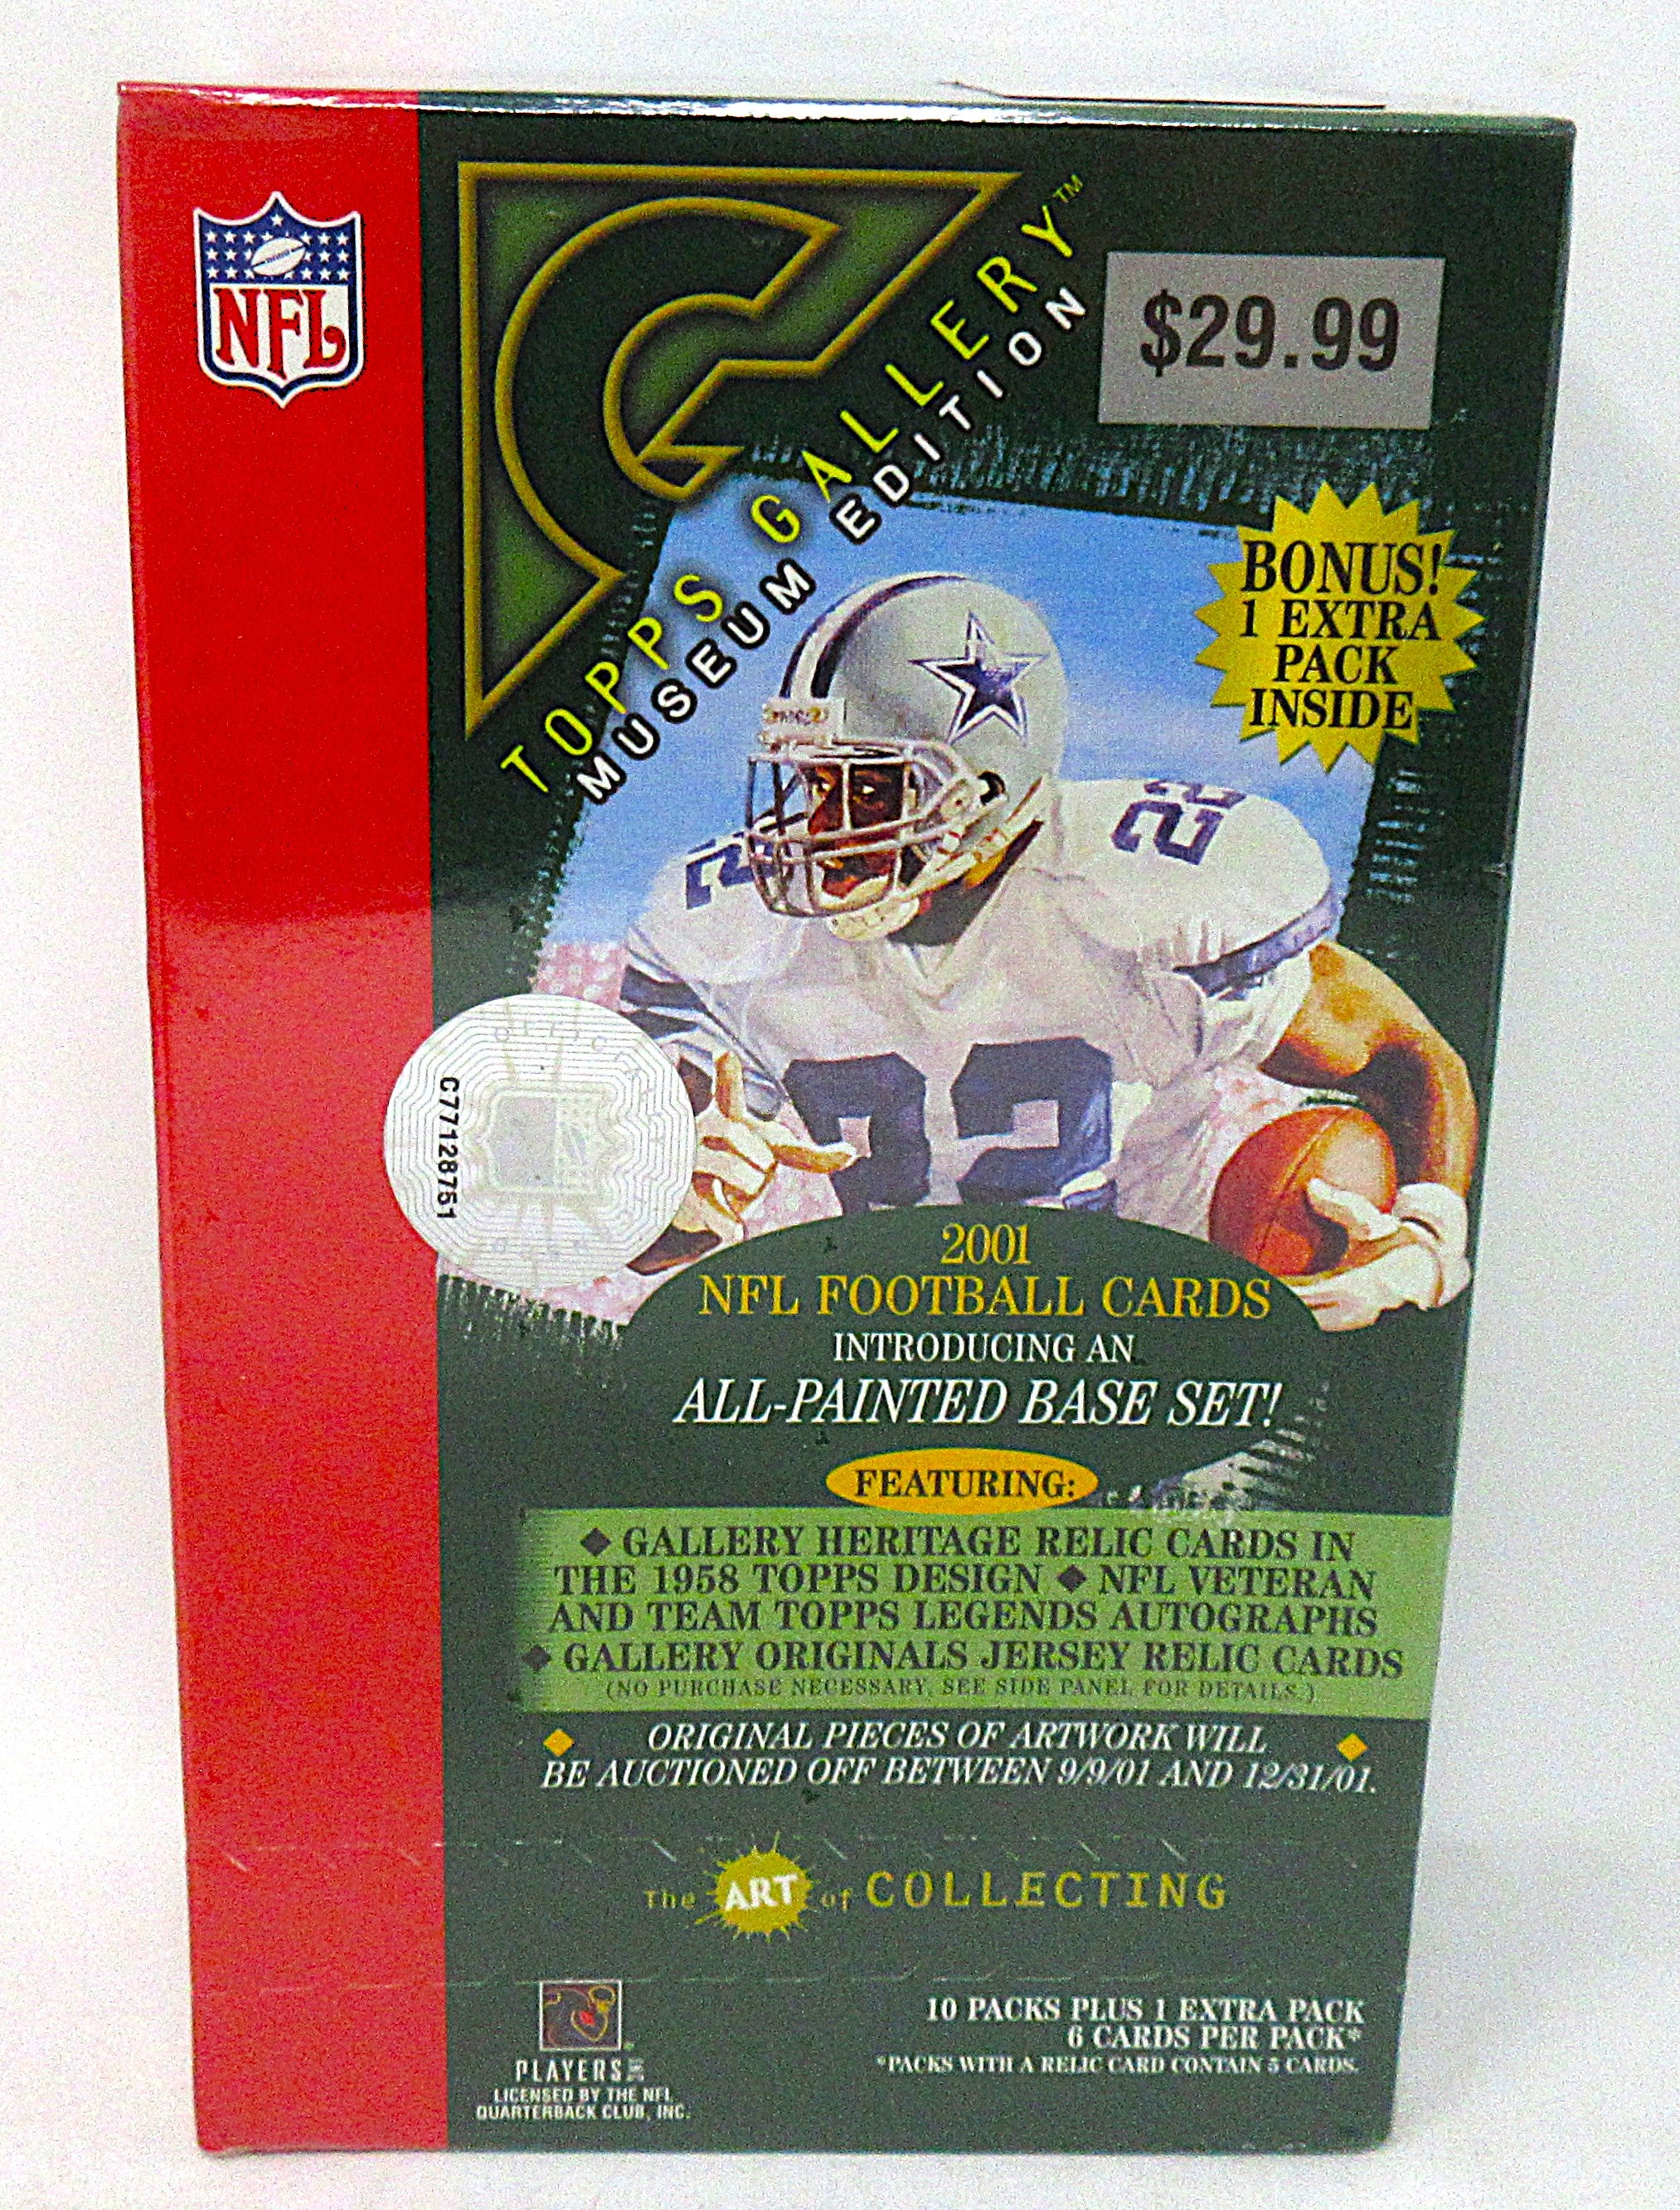 NFL
TOPPS GALLERY™
MUSEUM EDITION
$29.99
BONUS!
1 EXTRA
PACK
INSIDE
22
2
22
C77128751
2001
NFL FOOTBALL CARDS
INTRODUCING AN
ALL-PAINTED BASE SET!
FEATURING:
◆ GALLERY HERITAGE RELIC CARDS IN
THE 1958 TOPPS DESIGN ◆ NFL VETERAN
AND TEAM TOPPS LEGENDS AUTOGRAPHS
◆ GALLERY ORIGINALS JERSEY RELIC CARDS
(NO PURCHASE NECESSARY, SEE SIDE PANEL FOR DETAILS.)
◆ ORIGINAL PIECES OF ARTWORK WILL ◆
BE AUCTIONED OFF BETWEEN 9/9/01 AND 12/31/01.
The ART of COLLECTING
10 PACKS PLUS 1 EXTRA PACK
6 CARDS PER PACK*
*PACKS WITH A RELIC CARD CONTAIN 5 CARDS.
PLAYERS
LICENSED BY THE NFL
QUARTERBACK CLUB, INC.